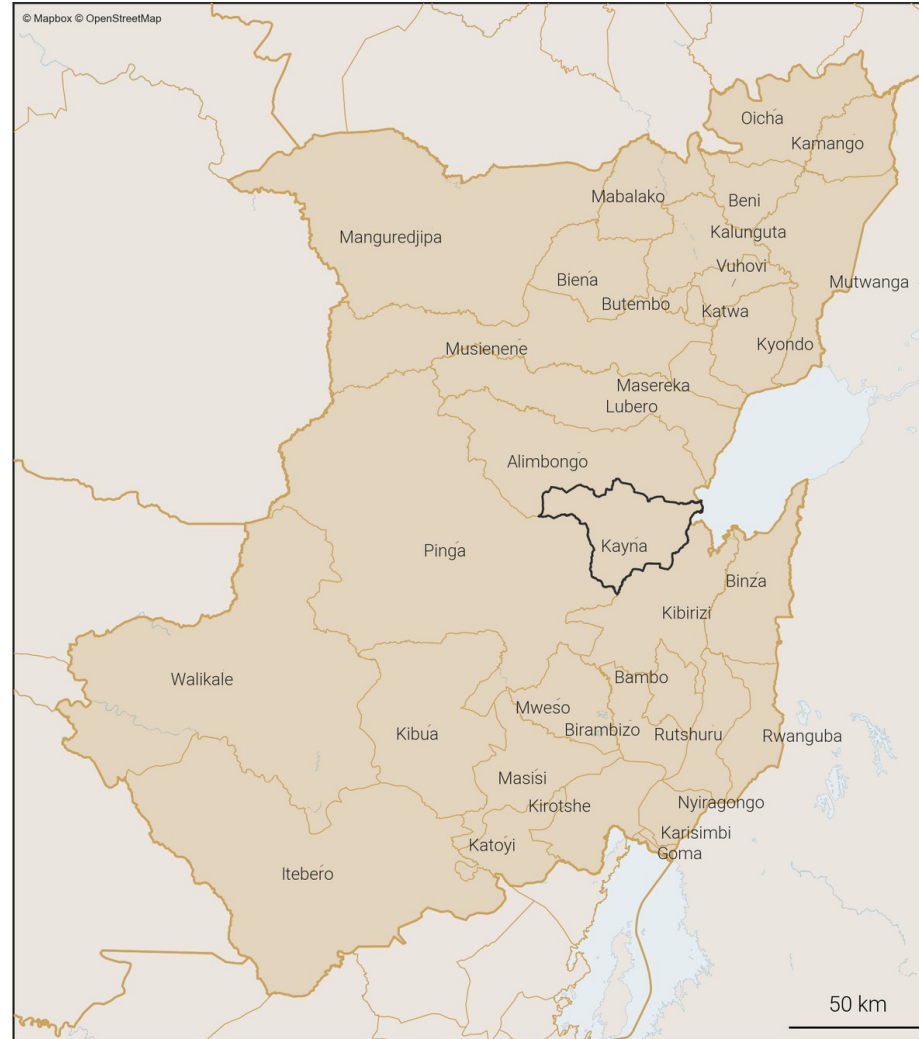 © Mapbox © OpenStreetMap
Oicha
Kamango
Mabalako
Beni
Manguredjipa
Kalunguta
Vuhovi
Biena
Mutwanga
Butembo
Katwa
Musienene
Kyondo
Masereka
Lubero
Alimbongo
Pinga
Kayna
Binza
Kibirizi
Walikale
Bambo
Mweso
Kibua
Birambizo
Rutshuru
Rwanguba
Masisi
Kirotshe
Nyiragongo
Karisimbi
Katoyi
Goma
Itebero
50 km